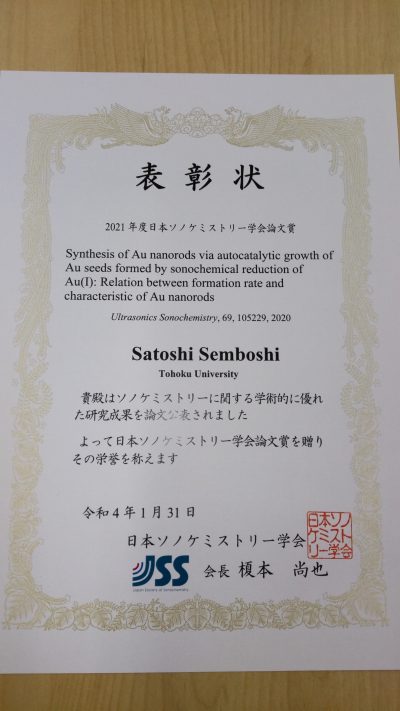 表彰状
2021年度日本ソノケミストリー学会論文賞
Synthesis of Au nanorods via autocatalytic growth of
Au seeds formed by sonochemical reduction of
Au(I): Relation between formation rate and
characteristic of Au nanorods
Ultrasonics Sonochemistry, 69, 105229, 2020
Satoshi Semboshi
Tohoku University
貴殿はソノケミストリーに関する学術的に優れ
た研究成果を論文公表されました
よって日本ソノケミストリー学会論文賞を贈り
その栄誉を称えます
令和4年1月31日
日本ソノケミストリー学会
日本ソノ
ケミスト
リー学会
JSS
会長 榎本 尚也
Japan Society of Sonochemistry